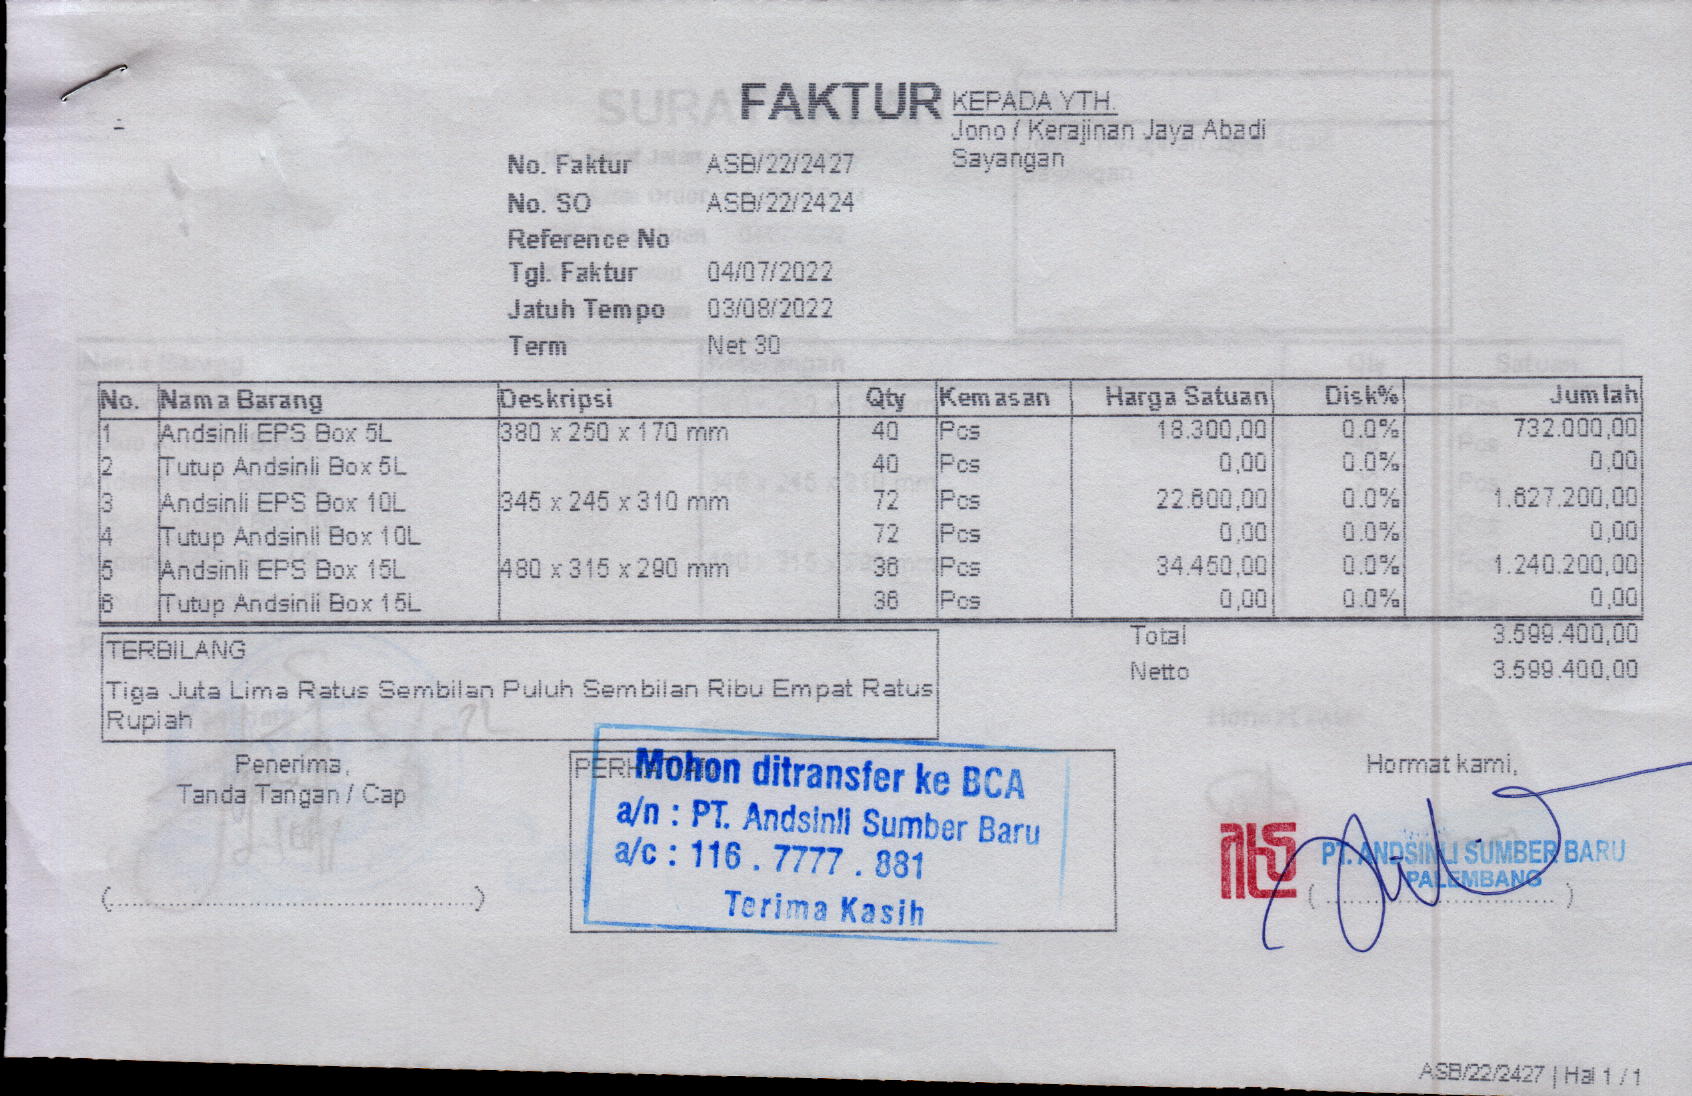 FAKTUR
KEPADA YTH.
Jono / Kerajinan Jaya Abadi
Sayangan
No. Faktur ASB/22/2427
No. SO ASB/22/2424
Reference No
Tgl. Faktur 04/07/2022
Jatuh Tempo 03/08/2022
Term Net 30
No. Nama Barang Deskripsi Qty Kemasan Harga Satuan Disk% Jumlah
1 Andsinli EPS Box 5L 380 x 250 x 170 mm 40 Pcs 18.300,00 0.0% 732.000,00
2 Tutup Andsinli Box 5L 40 Pcs 0,00 0.0% 0,00
3 Andsinli EPS Box 10L 345 x 245 x 310 mm 72 Pcs 22.600,00 0.0% 1.627.200,00
4 Tutup Andsinli Box 10L 72 Pcs 0,00 0.0% 0,00
5 Andsinli EPS Box 15L 480 x 315 x 290 mm 36 Pcs 34.450,00 0.0% 1.240.200,00
6 Tutup Andsinli Box 15L 36 Pcs 0,00 0.0% 0,00
Total 3.599.400,00
Netto 3.599.400,00
TERBILANG
Tiga Juta Lima Ratus Sembilan Puluh Sembilan Ribu Empat Ratus
Rupiah
Penerima,
Tanda Tangan / Cap
(..............................................)
Mohon ditransfer ke BCA
a/n : PT. Andsinli Sumber Baru
a/c : 116 . 7777 . 881
Terima Kasih
Hormat kami,
PT. ANDSINLI SUMBER BARU
PALEMBANG
(..............................)
ASB/22/2427 | Hal 1 / 1